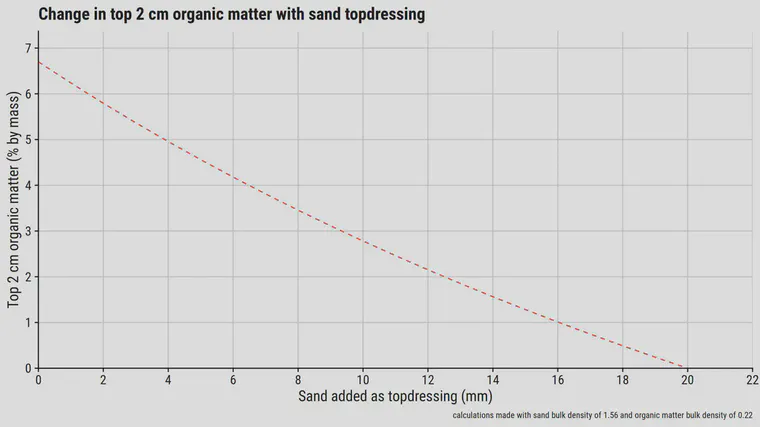 Change in top 2 cm organic matter with sand topdressing
Top 2 cm organic matter (% by mass)
7
6
5
4
3
2
1
0
0 2 4 6 8 10 12 14 16 18 20 22
Sand added as topdressing (mm)
calculations made with sand bulk density of 1.56 and organic matter bulk density of 0.22